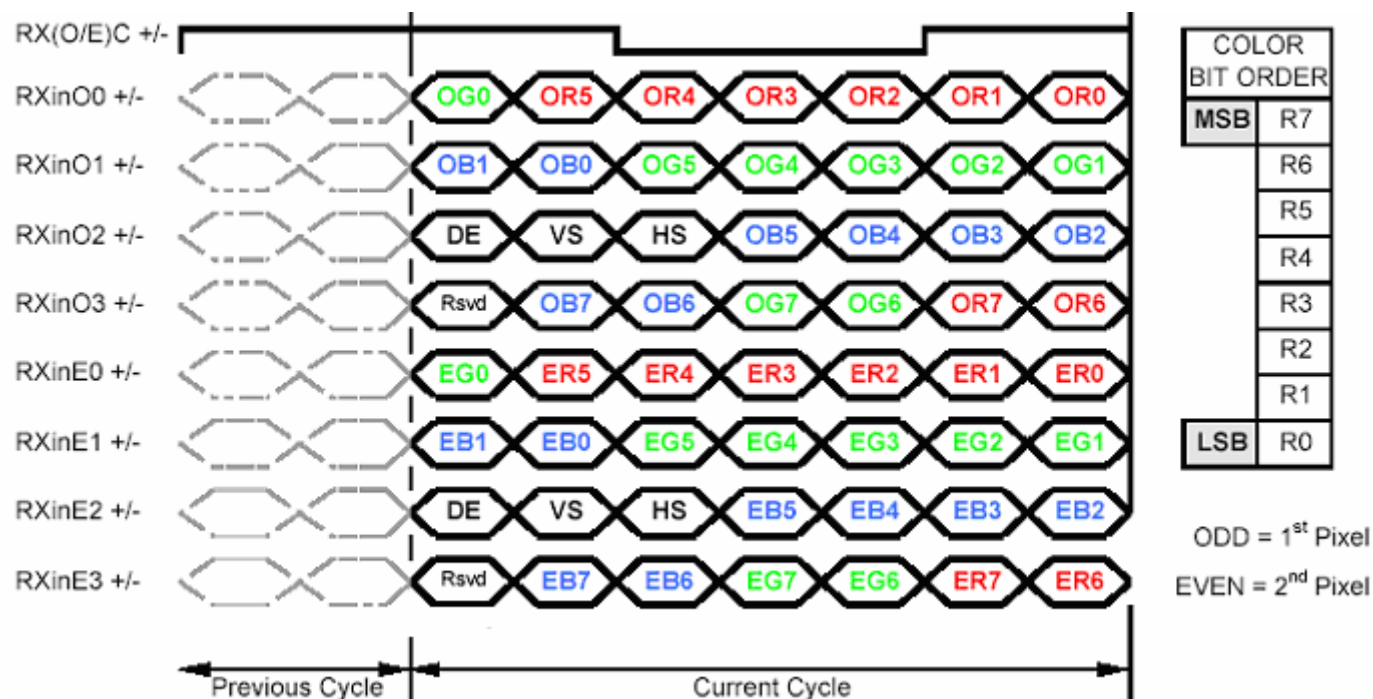 RX(O/E)C +/-
RXinO0 +/- OG0 OR5 OR4 OR3 OR2 OR1 OR0
RXinO1 +/- OB1 OB0 OG5 OG4 OG3 OG2 OG1
RXinO2 +/- DE VS HS OB5 OB4 OB3 OB2
RXinO3 +/- Rsvd OB7 OB6 OG7 OG6 OR7 OR6
RXinE0 +/- EG0 ER5 ER4 ER3 ER2 ER1 ER0
RXinE1 +/- EB1 EB0 EG5 EG4 EG3 EG2 EG1
RXinE2 +/- DE VS HS EB5 EB4 EB3 EB2
RXinE3 +/- Rsvd EB7 EB6 EG7 EG6 ER7 ER6
Previous Cycle Current Cycle
COLOR
BIT ORDER
MSB R7
R6
R5
R4
R3
R2
R1
LSB R0
ODD = 1st Pixel
EVEN = 2nd Pixel